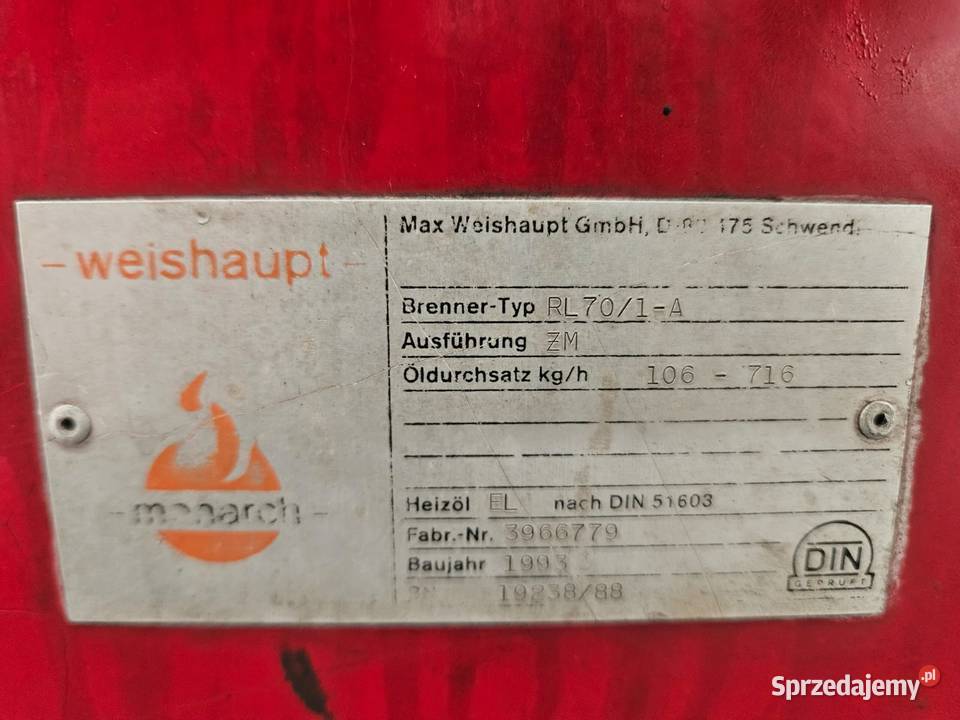 - weishaupt -
- monarch -
Max Weishaupt GmbH, Schwendi
Brenner-Typ RL70/1-A
Ausführung ZM
Öldurchsatz kg/h 106 - 716
Heizöl EL nach DIN 51603
Fabr.-Nr. 3966779
Baujahr 1993
19238/88
DIN
GEPRÜFT
Sprzedajemy.pl